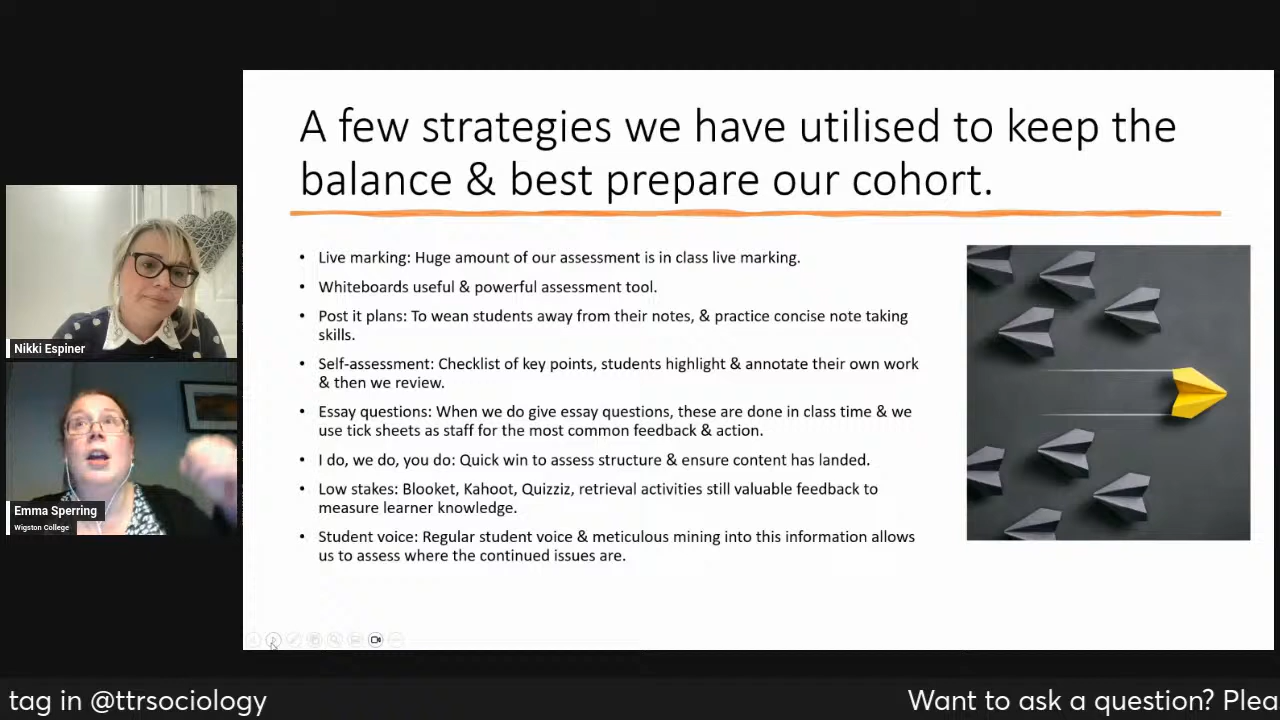 A few strategies we have utilised to keep the
balance & best prepare our cohort.
• Live marking: Huge amount of our assessment is in class live marking.
• Whiteboards useful & powerful assessment tool.
• Post it plans: To wean students away from their notes, & practice concise note taking
skills.
• Self-assessment: Checklist of key points, students highlight & annotate their own work
& then we review.
• Essay questions: When we do give essay questions, these are done in class time & we
use tick sheets as staff for the most common feedback & action.
• I do, we do, you do: Quick win to assess structure & ensure content has landed.
• Low stakes: Blooket, Kahoot, Quizziz, retrieval activities still valuable feedback to
measure learner knowledge.
• Student voice: Regular student voice & meticulous mining into this information allows
us to assess where the continued issues are.
Nikki Espiner
Emma Sperring
Wigston College
tag in @ttrsociology
Want to ask a question? Plea